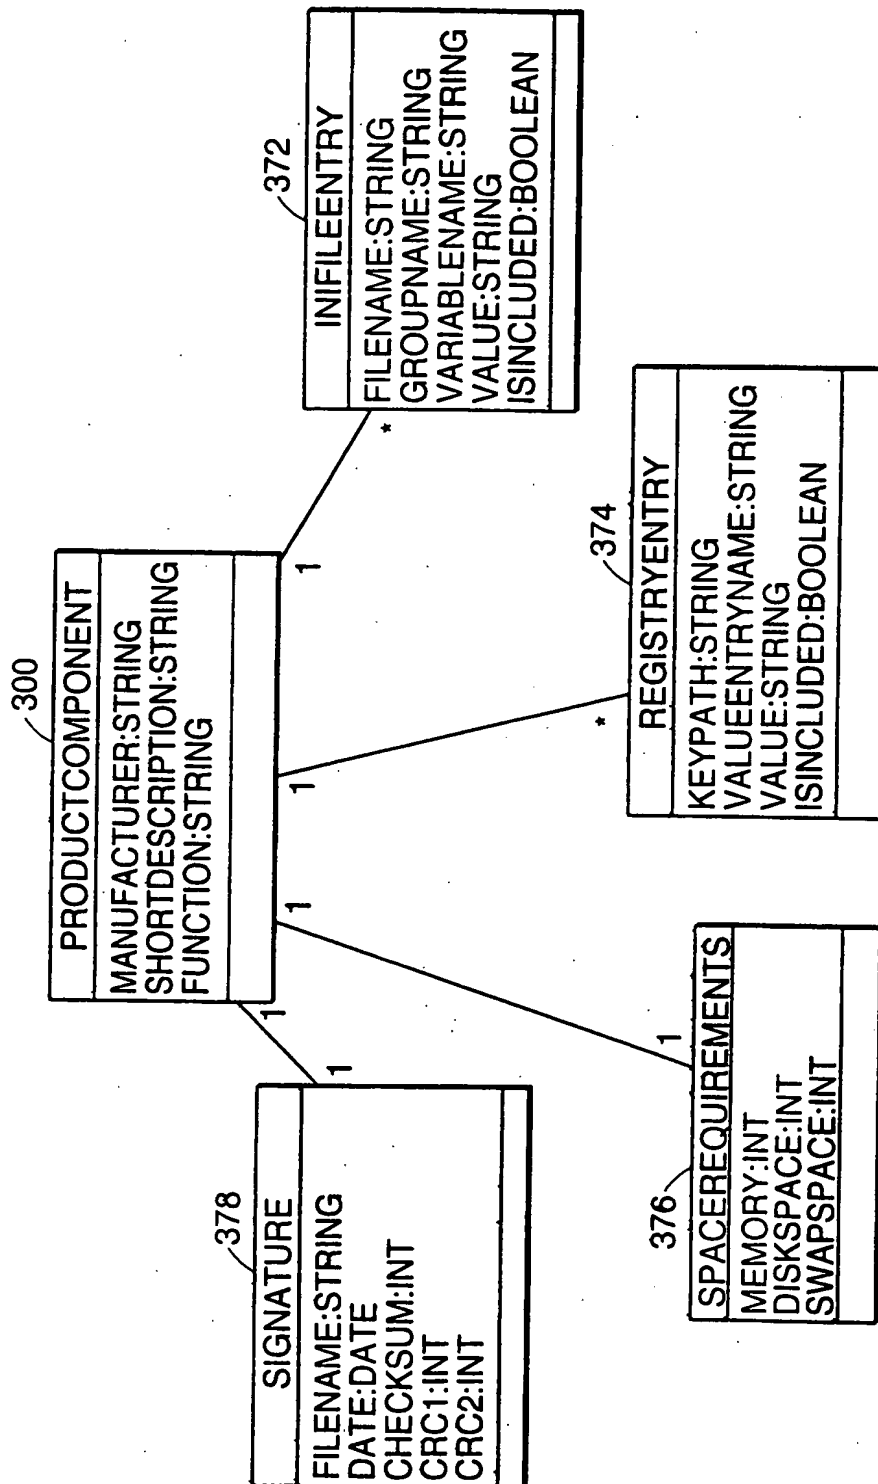 300
PRODUCTCOMPONENT
MANUFACTURER:STRING
SHORTDESCRIPTION:STRING
FUNCTION:STRING
1
1
1
1
378
SIGNATURE
FILENAME:STRING
DATE:DATE
CHECKSUM:INT
CRC1:INT
CRC2:INT
1
376
SPACEREQUIREMENTS
MEMORY:INT
DISKSPACE:INT
SWAPSPACE:INT
1
374
REGISTRYENTRY
KEYPATH:STRING
VALUEENTRYNAME:STRING
VALUE:STRING
ISINCLUDED:BOOLEAN
*
372
INIFILEENTRY
FILENAME:STRING
GROUPNAME:STRING
VARIABLENAME:STRING
VALUE:STRING
ISINCLUDED:BOOLEAN
*